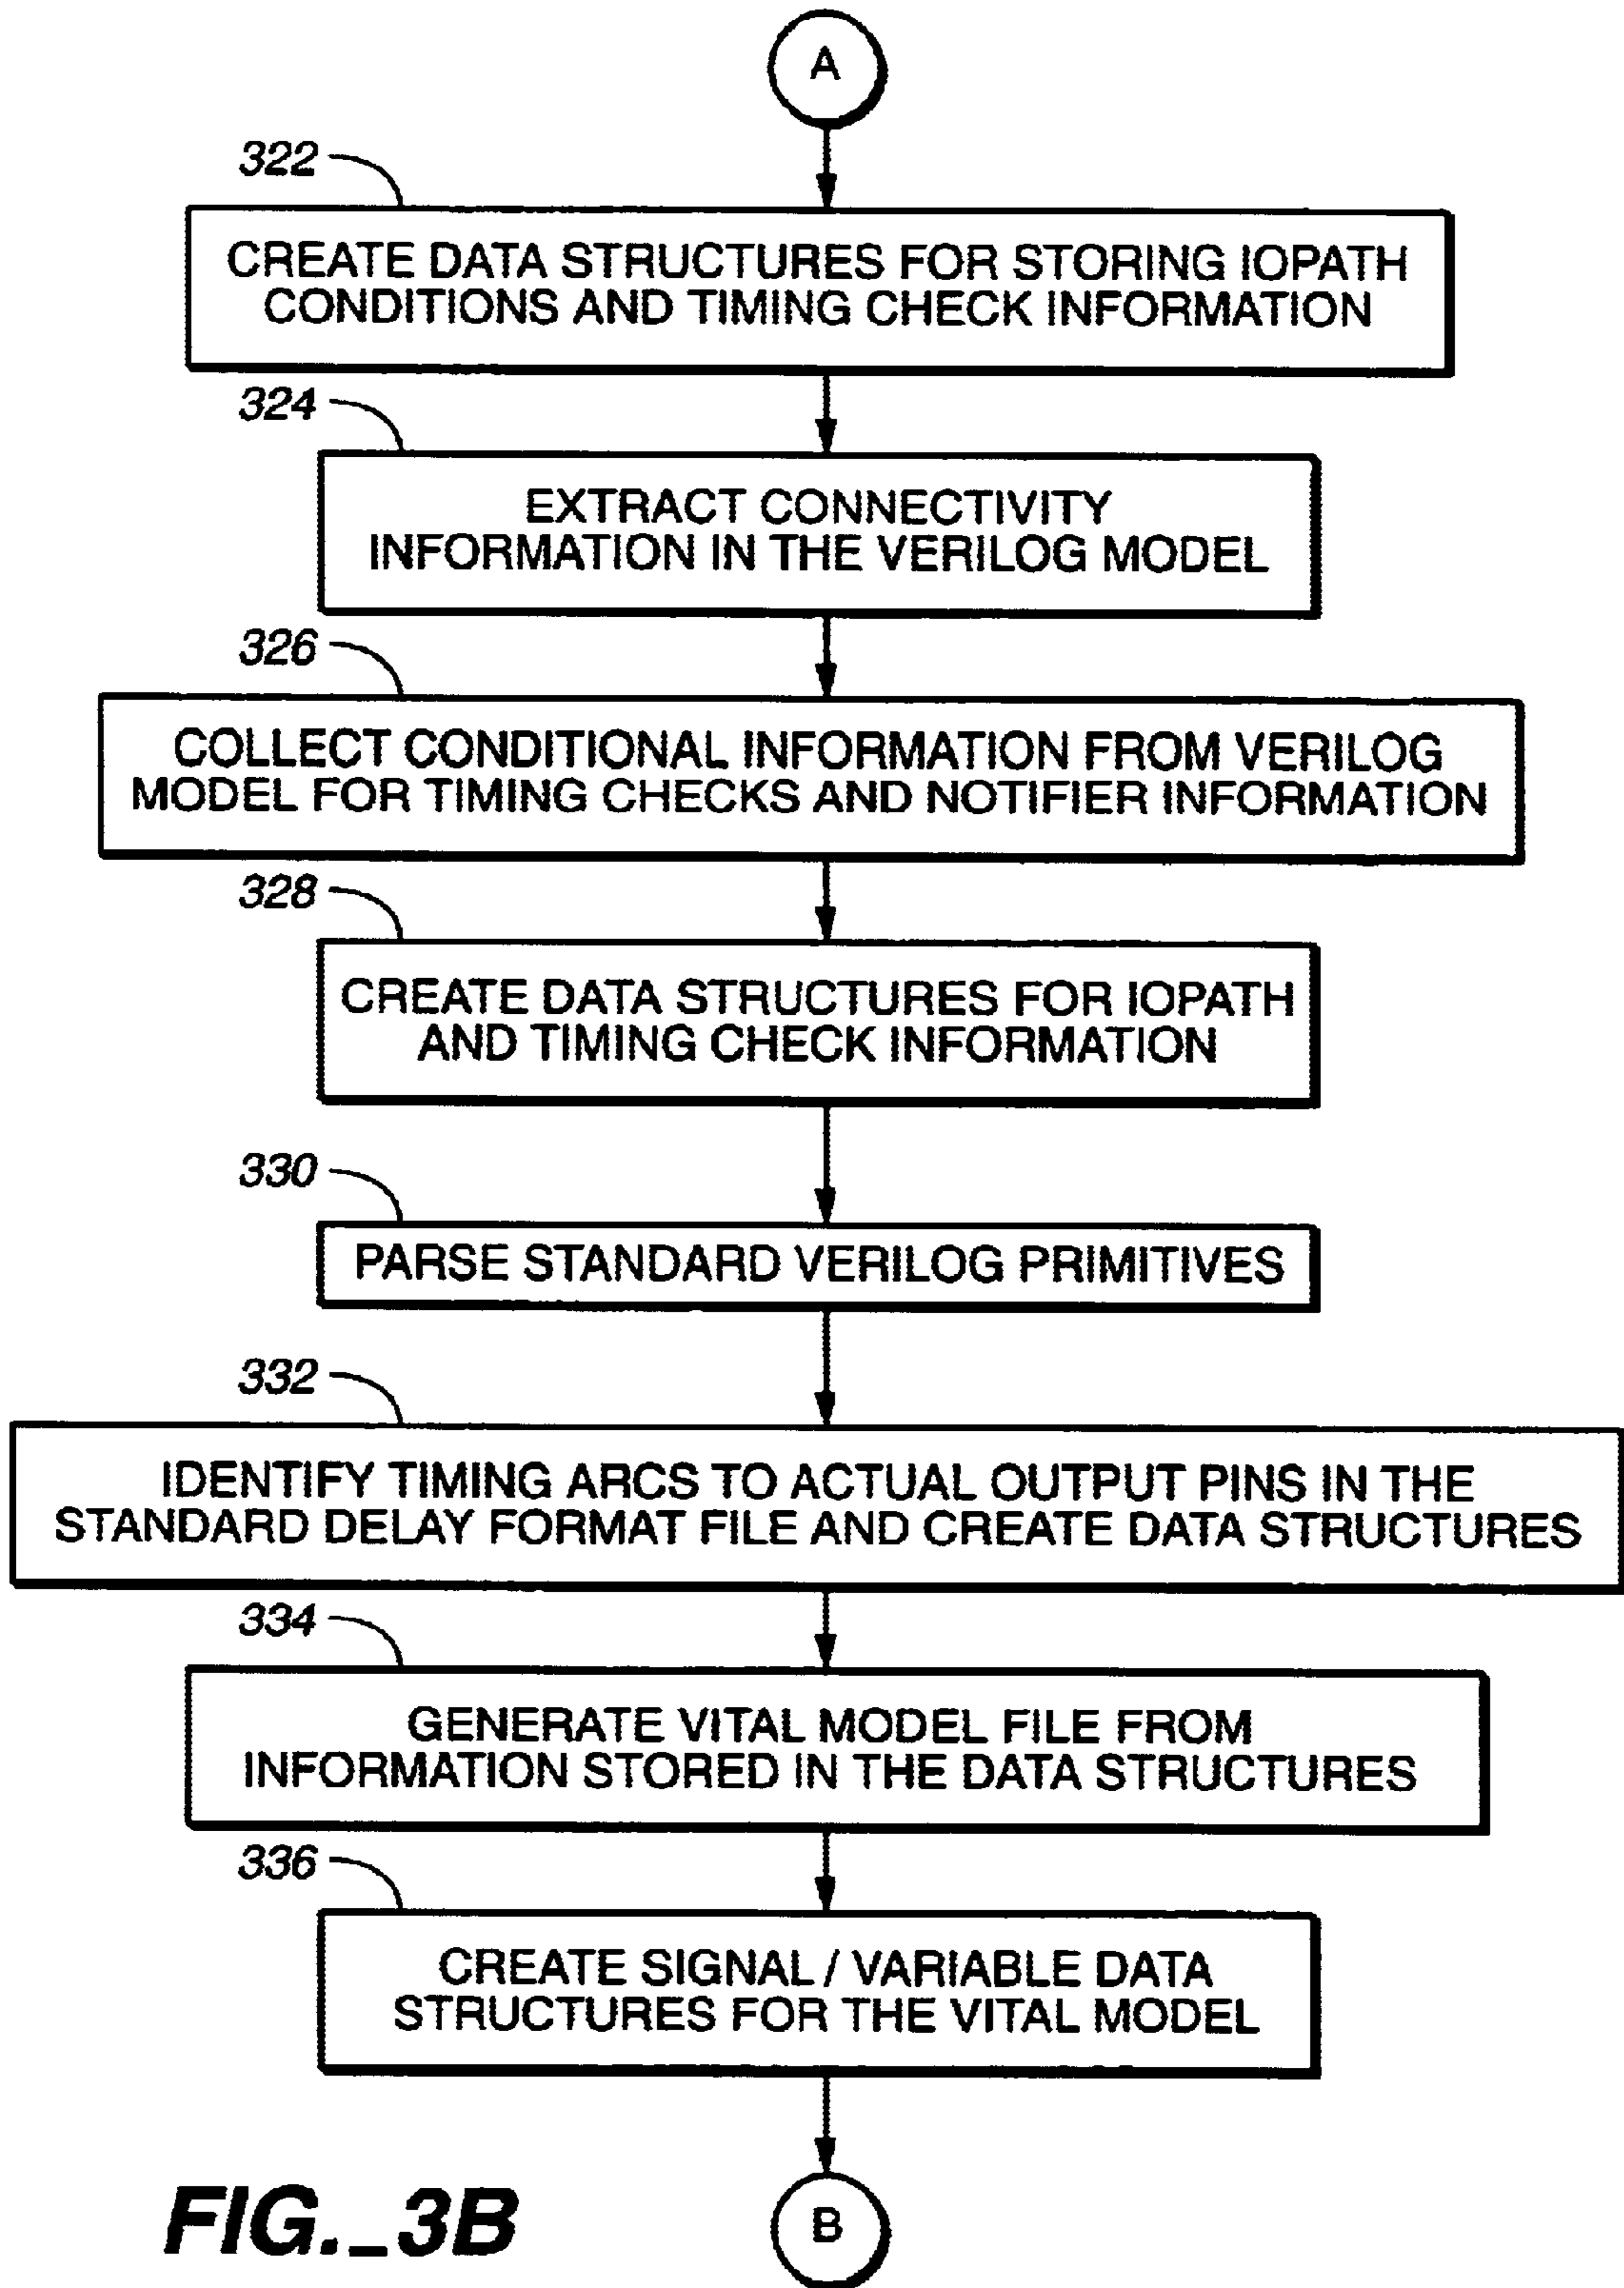 A
322
CREATE DATA STRUCTURES FOR STORING IOPATH
CONDITIONS AND TIMING CHECK INFORMATION
324
EXTRACT CONNECTIVITY
INFORMATION IN THE VERILOG MODEL
326
COLLECT CONDITIONAL INFORMATION FROM VERILOG
MODEL FOR TIMING CHECKS AND NOTIFIER INFORMATION
328
CREATE DATA STRUCTURES FOR IOPATH
AND TIMING CHECK INFORMATION
330
PARSE STANDARD VERILOG PRIMITIVES
332
IDENTIFY TIMING ARCS TO ACTUAL OUTPUT PINS IN THE
STANDARD DELAY FORMAT FILE AND CREATE DATA STRUCTURES
334
GENERATE VITAL MODEL FILE FROM
INFORMATION STORED IN THE DATA STRUCTURES
336
CREATE SIGNAL / VARIABLE DATA
STRUCTURES FOR THE VITAL MODEL
B
FIG._3B